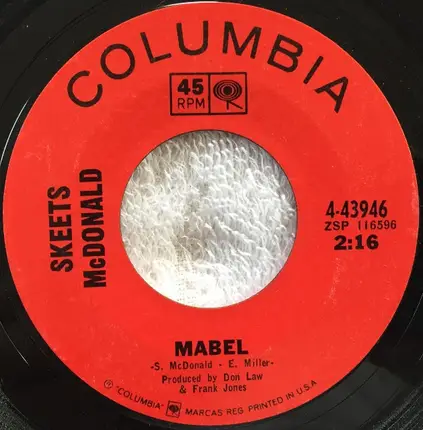 COLUMBIA
45
RPM
SKEETS
McDONALD
4-43946
ZSP 116596
2:16
MABEL
-S. McDonald - E. Miller-
Produced by Don Law
& Frank Jones
"COLUMBIA" MARCAS REG. PRINTED IN U.S.A